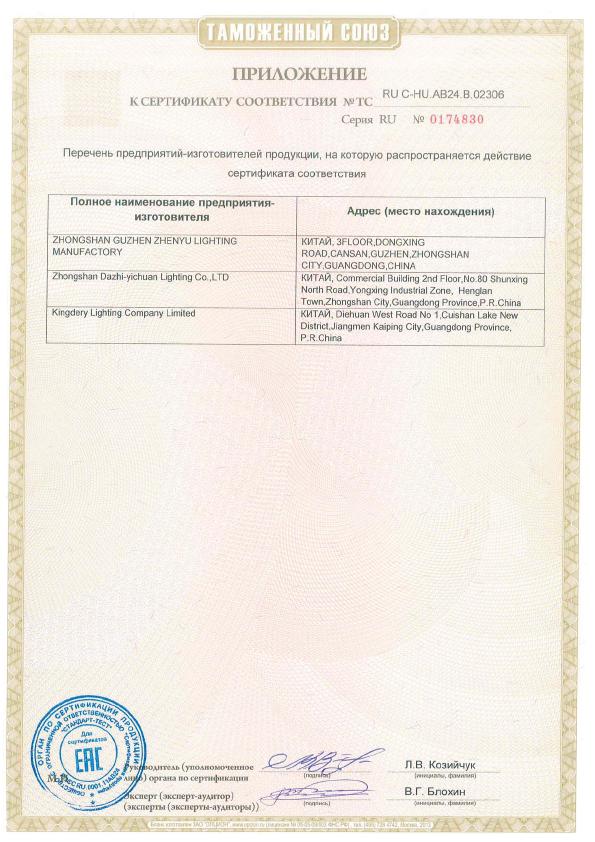 ТАМОЖЕННЫЙ СОЮЗ
ПРИЛОЖЕНИЕ
К СЕРТИФИКАТУ СООТВЕТСТВИЯ № ТС RU C-HU.АВ24.В.02306
Серия RU № 0174830
Перечень предприятий-изготовителей продукции, на которую распространяется действие
сертификата соответствия
Полное наименование предприятия-
изготовителя
Адрес (место нахождения)
ZHONGSHAN GUZHEN ZHENYU LIGHTING
MANUFACTORY
КИТАЙ, 3FLOOR,DONGXING
ROAD,CANSAN,GUZHEN,ZHONGSHAN
CITY,GUANGDONG,CHINA
Zhongshan Dazhi-yichuan Lighting Co.,LTD
КИТАЙ, Commercial Building 2nd Floor,No.80 Shunxing
North Road,Yongxing Industrial Zone, Henglan
Town,Zhongshan City,Guangdong Province,P.R.China
Kingdery Lighting Company Limited
КИТАЙ, Diehuan West Road No 1,Cuishan Lake New
District,Jiangmen Kaiping City,Guangdong Province,
P.R.China
ОРГАН ПО СЕРТИФИКАЦИИ ПРОДУКЦИИ
ОГРАНИЧЕННОЙ ОТВЕТСТВЕННОСТЬЮ
"СТАНДАРТ-ТЕСТ"
Для
сертификатов
ЕАС
Руководитель (уполномоченное
лицо) органа по сертификации
(подпись)
Л.В. Козийчук
(инициалы, фамилия)
Эксперт (эксперт-аудитор)
(эксперты (эксперты-аудиторы))
(подпись)
В.Г. Блохин
(инициалы, фамилия)